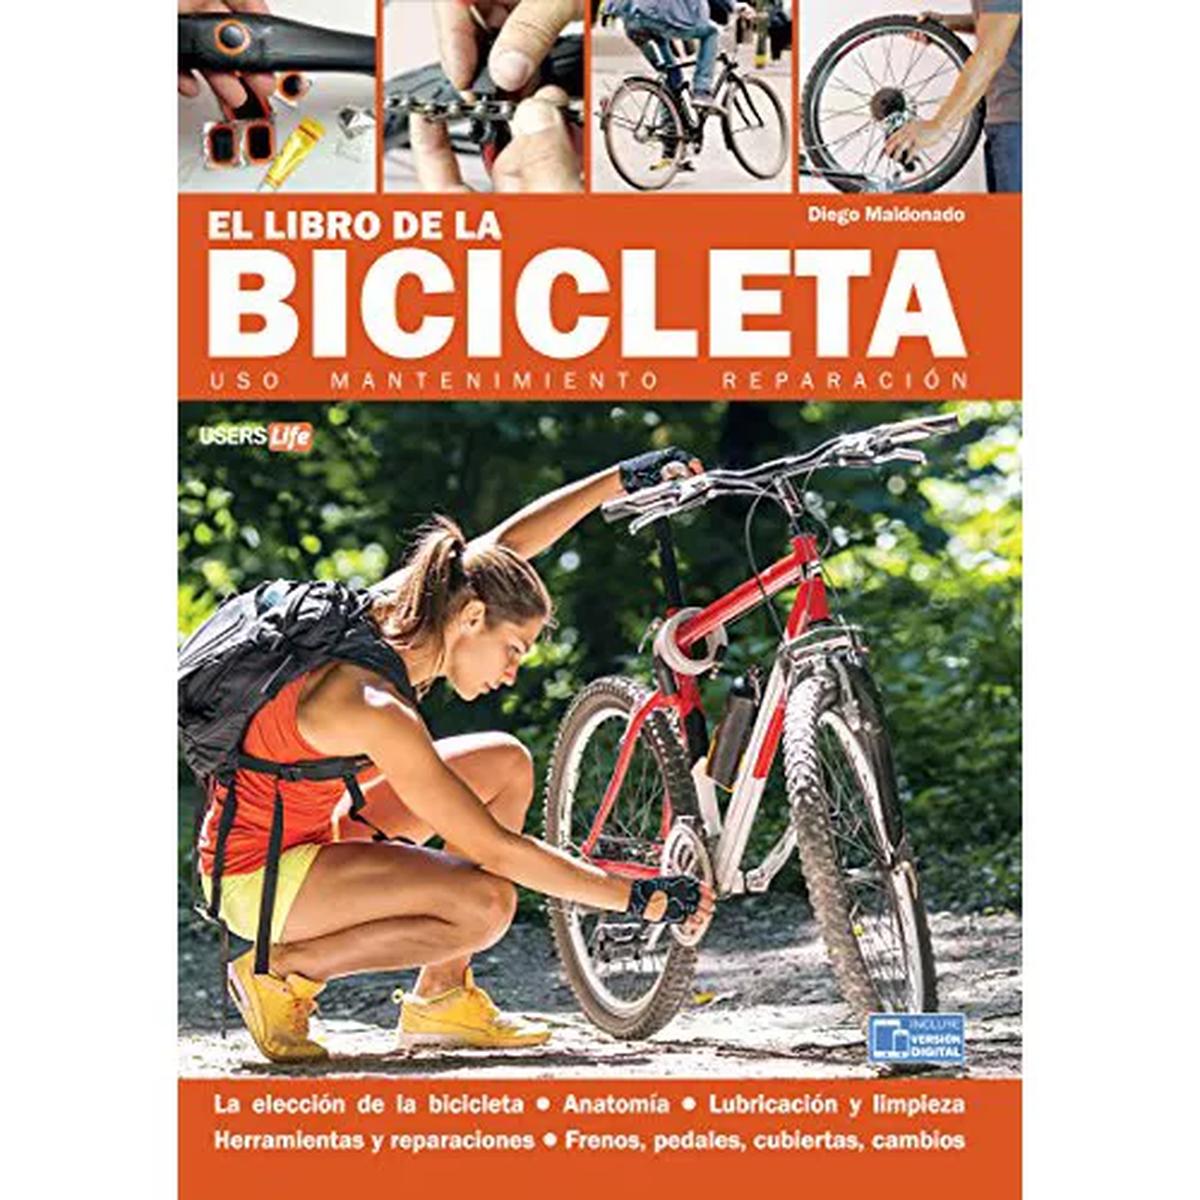 Diego Maldonado
EL LIBRO DE LA
BICICLETA
USO MANTENIMIENTO REPARACIÓN
USERS Life
INCLUYE
VERSIÓN
DIGITAL
La elección de la bicicleta • Anatomía • Lubricación y limpieza
Herramientas y reparaciones • Frenos, pedales, cubiertas, cambios